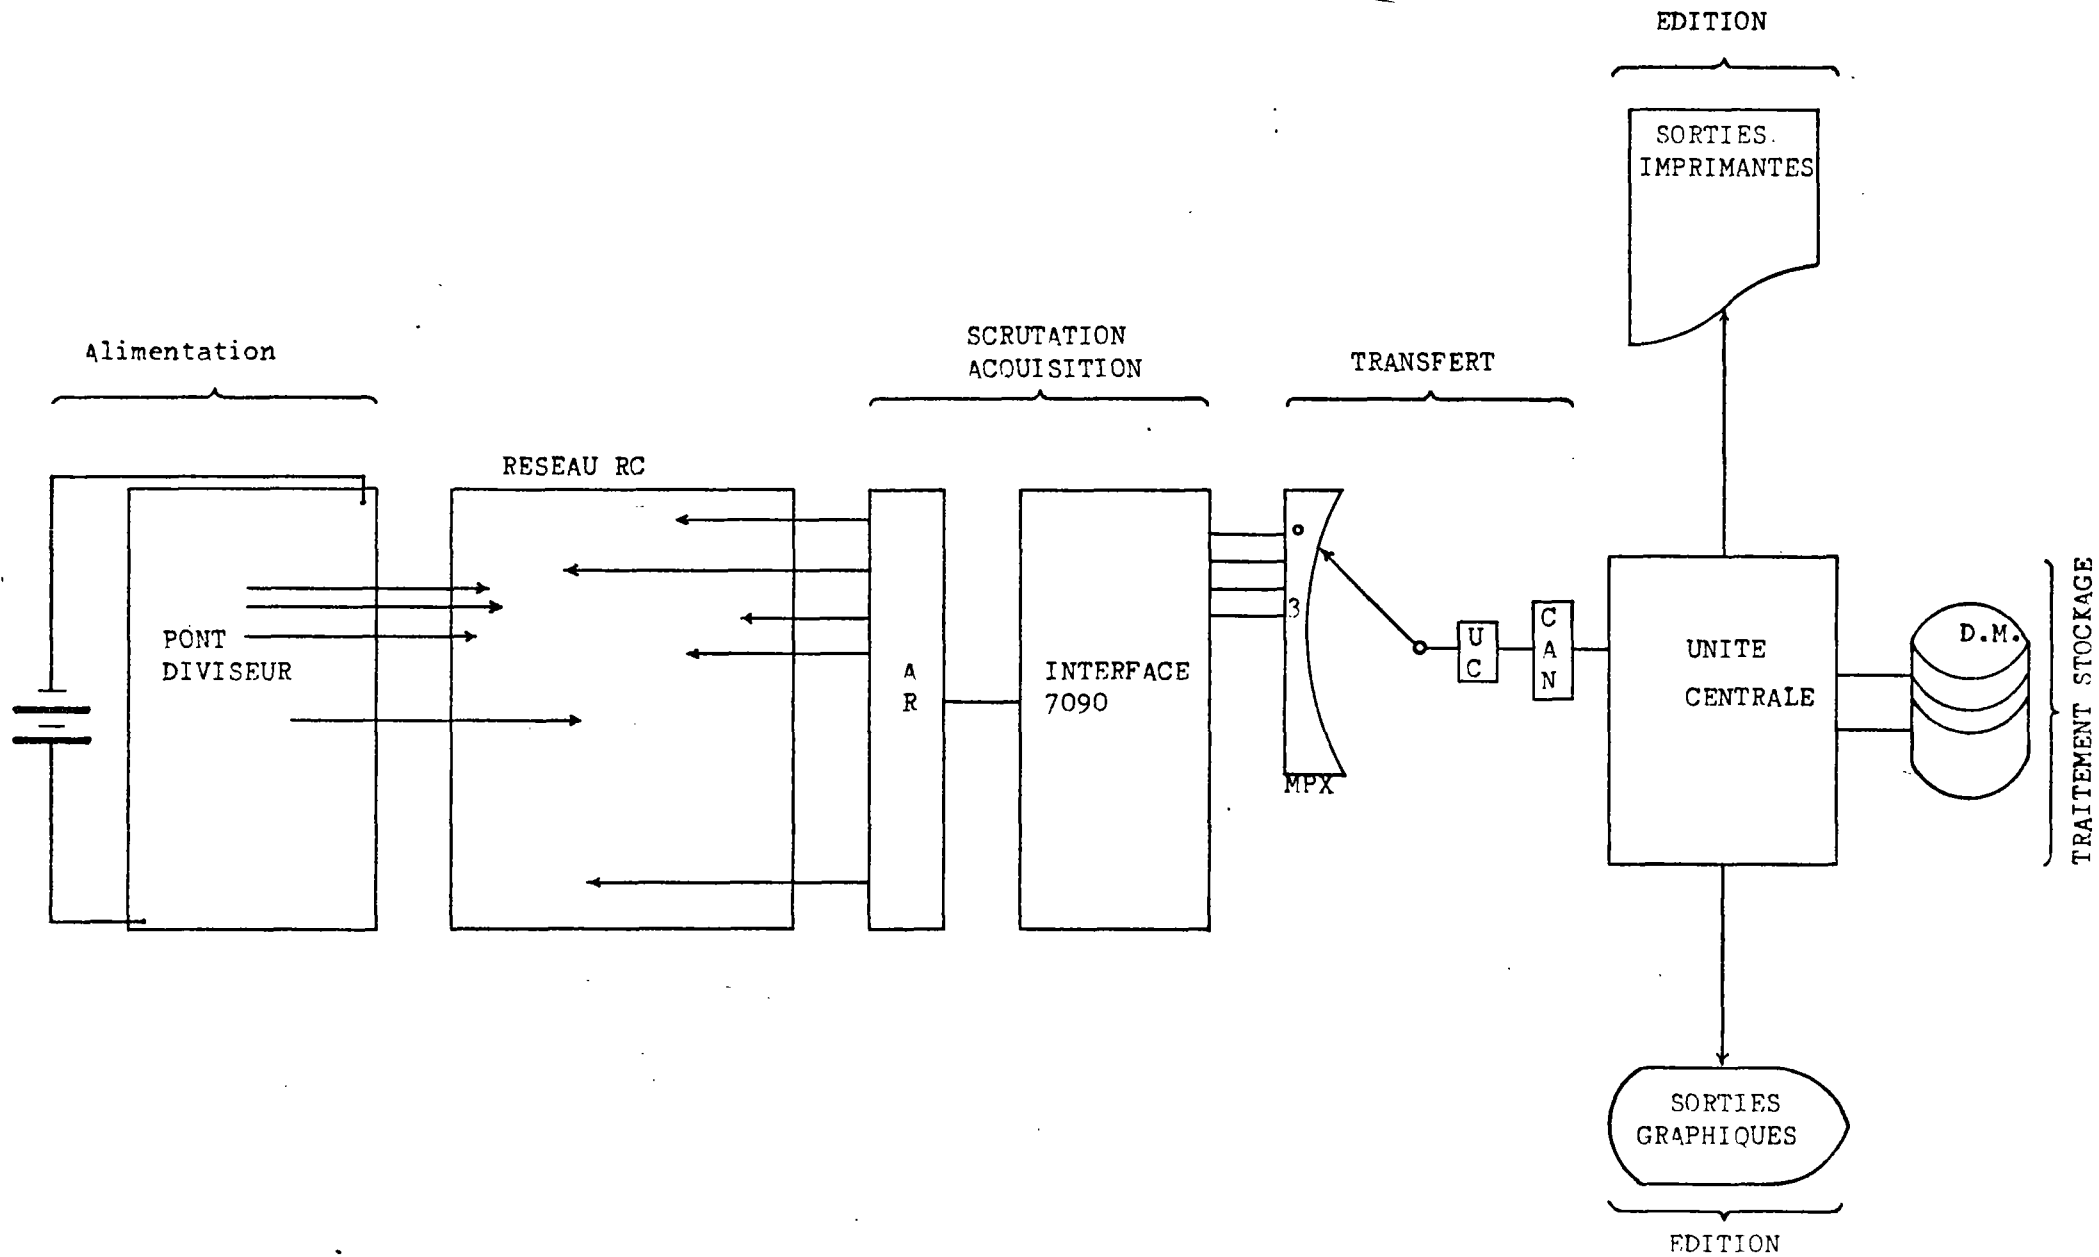 EDITION
SORTIES
IMPRIMANTES
Alimentation
SCRUTATION
ACQUISITION
TRANSFERT
RESEAU RC
PONT
DIVISEUR
A
R
INTERFACE
7090
0
3
MPX
U
C
C
A
N
UNITE
CENTRALE
D.M.
TRAITEMENT STOCKAGE
SORTIES
GRAPHIQUES
EDITION